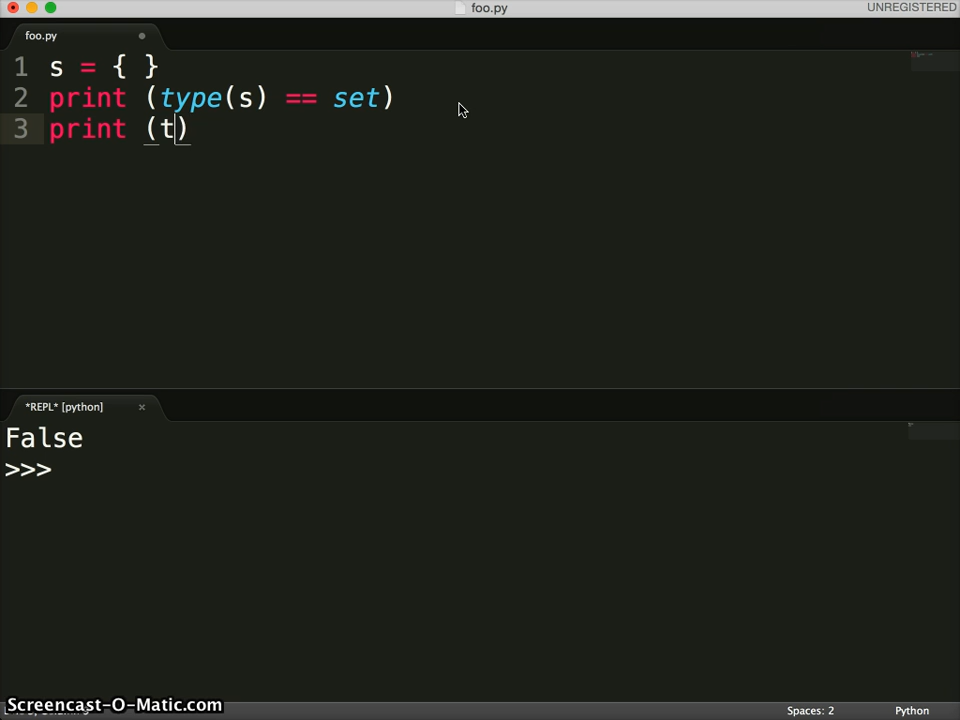 foo.py
UNREGISTERED
foo.py
1 s = { }
2 print (type(s) == set)
3 print (t)
*REPL* [python] ×
False
>>>
Screencast-O-Matic.com
Spaces: 2
Python